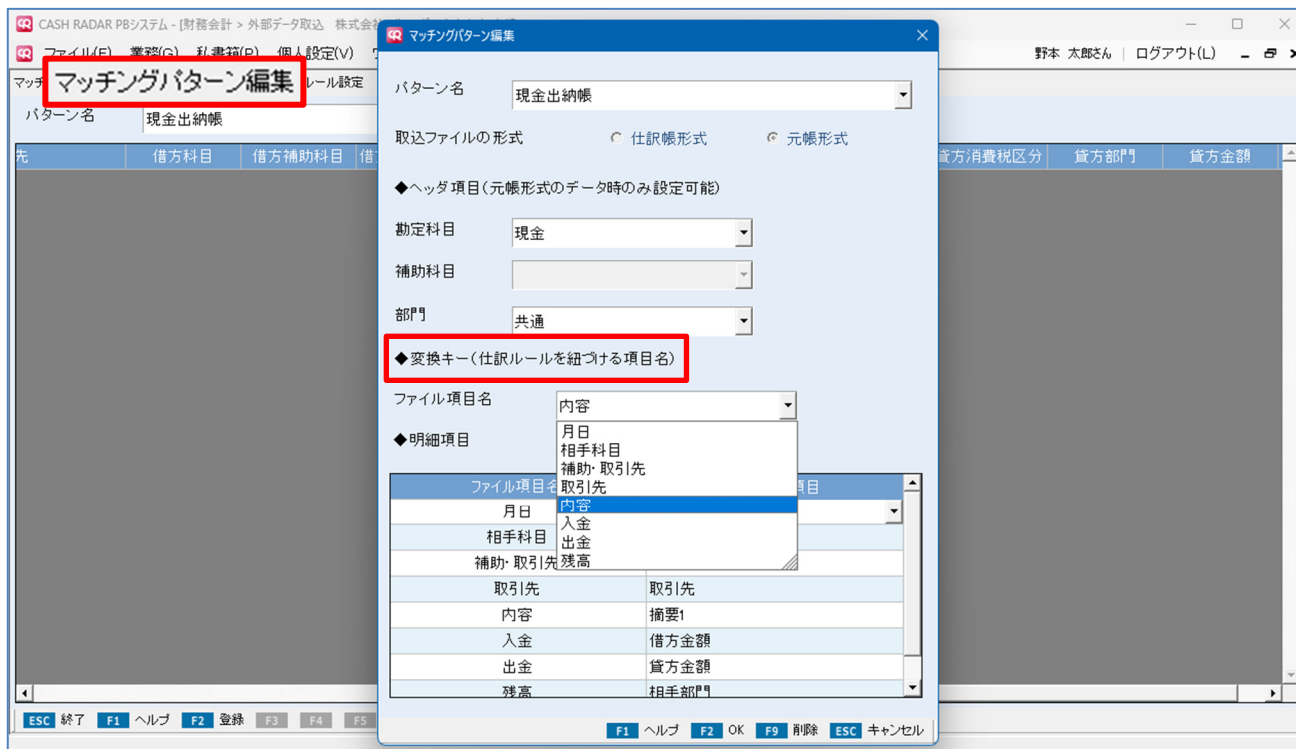 CASH RADAR PBシステム - [財務会計 > 外部データ取込 株式会
ファイル(F) 業務(G) 私書箱(P) 個人設定(V)
野本 太郎さん | ログアウト(L)
マッチ
マッチングパターン編集
ルール設定
パターン名 現金出納帳
先 借方科目 借方補助科目 借
貸方消費税区分 貸方部門 貸方金額
ESC 終了 F1 ヘルプ F2 登録 F3 F4 F5
マッチングパターン編集
パターン名 現金出納帳
取込ファイルの形式 仕訳帳形式 元帳形式
◆ヘッダ項目(元帳形式のデータ時のみ設定可能)
勘定科目 現金
補助科目
部門 共通
◆変換キー(仕訳ルールを紐づける項目名)
ファイル項目名 内容
月日
相手科目
補助・取引先
取引先
内容
入金
出金
残高
◆明細項目
ファイル項目名 項目
月日
相手科目
補助・取引先
取引先 取引先
内容 摘要1
入金 借方金額
出金 貸方金額
残高 相手部門
F1 ヘルプ F2 OK F9 削除 ESC キャンセル